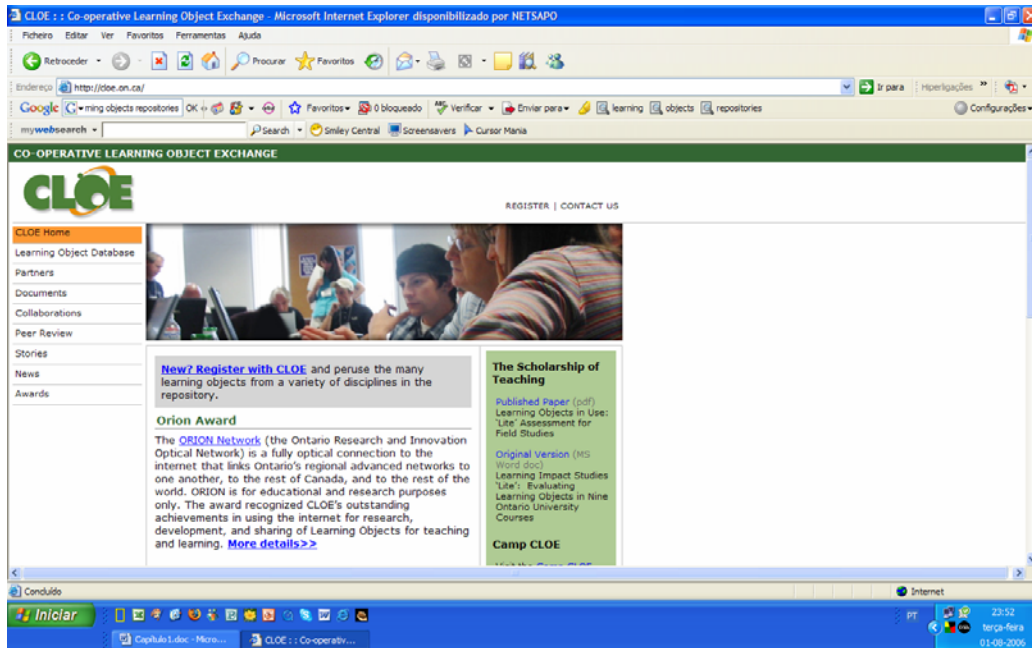 CLOE : : Co-operative Learning Object Exchange - Microsoft Internet Explorer disponibilizado por NETSAPO
Ficheiro Editar Ver Favoritos Ferramentas Ajuda
Retroceder Procurar Favoritos
Endereço http://cloe.on.ca/ Ir para Hiperligações »
Google G ming objects repositories OK Favoritos 0 bloqueado Verificar Enviar para learning objects repositories Configurações
mywebsearch Search Smiley Central Screensavers Cursor Mania
CO-OPERATIVE LEARNING OBJECT EXCHANGE
CLOE
REGISTER | CONTACT US
CLOE Home
Learning Object Database
Partners
Documents
Collaborations
Peer Review
Stories
News
Awards
New? Register with CLOE and peruse the many
learning objects from a variety of disciplines in the
repository.
Orion Award
The ORION Network (the Ontario Research and Innovation
Optical Network) is a fully optical connection to the
internet that links Ontario's regional advanced networks to
one another, to the rest of Canada, and to the rest of the
world. ORION is for educational and research purposes
only. The award recognized CLOE's outstanding
achievements in using the internet for research,
development, and sharing of Learning Objects for teaching
and learning. More details>>
The Scholarship of
Teaching
Published Paper (pdf)
Learning Objects in Use:
'Lite' Assessment for
Field Studies
Original Version (MS
Word doc)
Learning Impact Studies
'Lite': Evaluating
Learning Objects in Nine
Ontario University
Courses
Camp CLOE
Visit the Camp CLOE
Concluído Internet
Iniciar PT 23:52
Capítulo1.doc - Micro... CLOE : : Co-operativ... terça-feira
01-08-2006